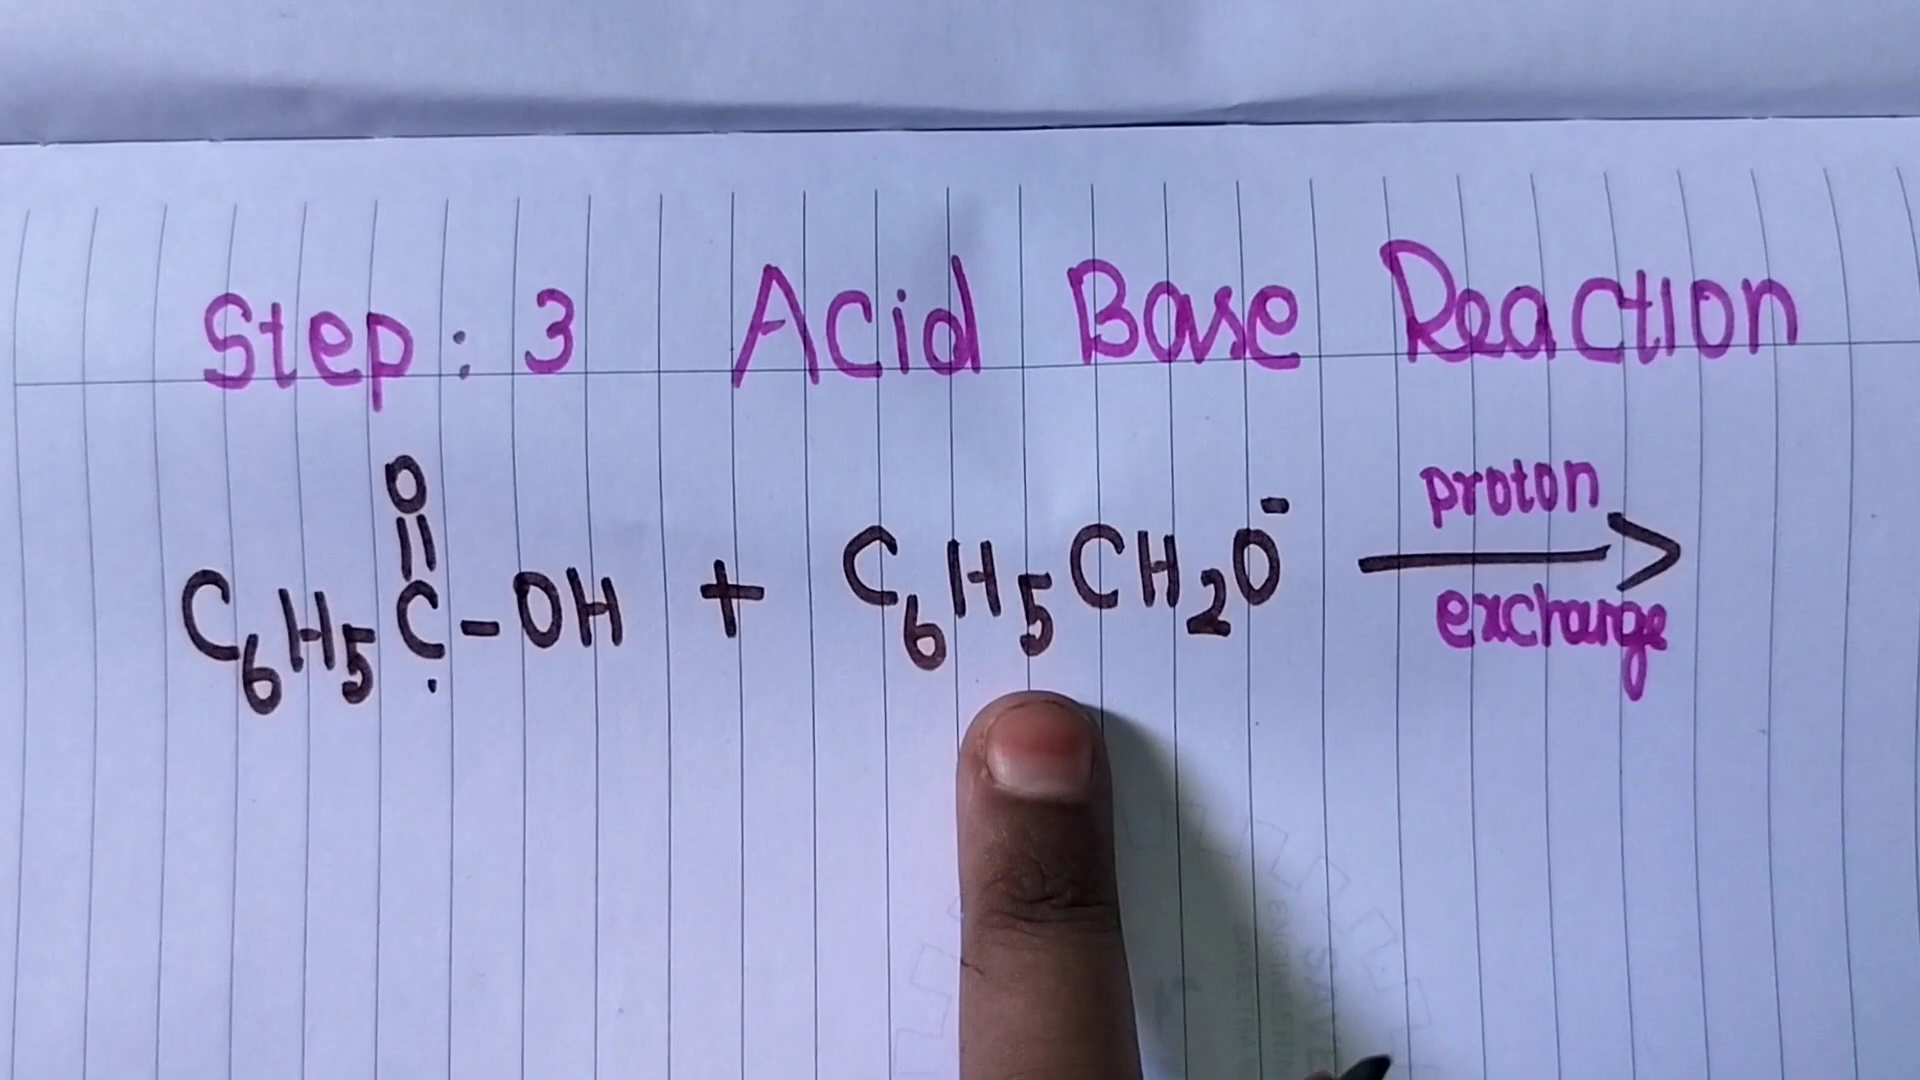 Step: 3 Acid Base Reaction
O
||
C₆H₅C-OH + C₆H₅CH₂O⁻ →
proton
exchange